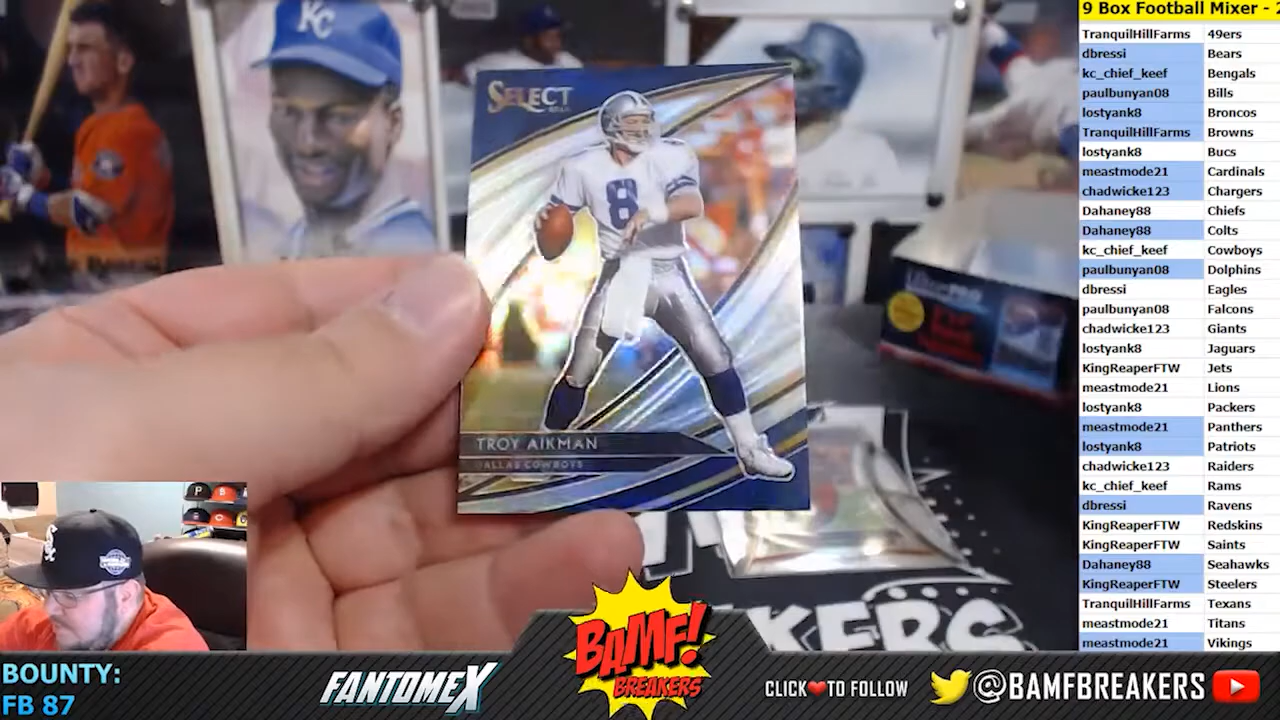 9 Box Football Mixer -
TranquilHillFarms 49ers
dbressi Bears
kc_chief_keef Bengals
paulbunyan08 Bills
lostyank8 Broncos
TranquilHillFarms Browns
lostyank8 Bucs
meastmode21 Cardinals
chadwicke123 Chargers
Dahaney88 Chiefs
Dahaney88 Colts
kc_chief_keef Cowboys
paulbunyan08 Dolphins
dbressi Eagles
paulbunyan08 Falcons
chadwicke123 Giants
lostyank8 Jaguars
KingReaperFTW Jets
meastmode21 Lions
lostyank8 Packers
meastmode21 Panthers
lostyank8 Patriots
chadwicke123 Raiders
kc_chief_keef Rams
dbressi Ravens
KingReaperFTW Redskins
KingReaperFTW Saints
Dahaney88 Seahawks
KingReaperFTW Steelers
TranquilHillFarms Texans
meastmode21 Titans
meastmode21 Vikings
KC
SELECT
8
TROY AIKMAN
DALLAS COWBOYS
KERS
BOUNTY:
FB 87
FANTOMEX
BAMF!
BREAKERS
CLICK TO FOLLOW
@BAMFBREAKERS